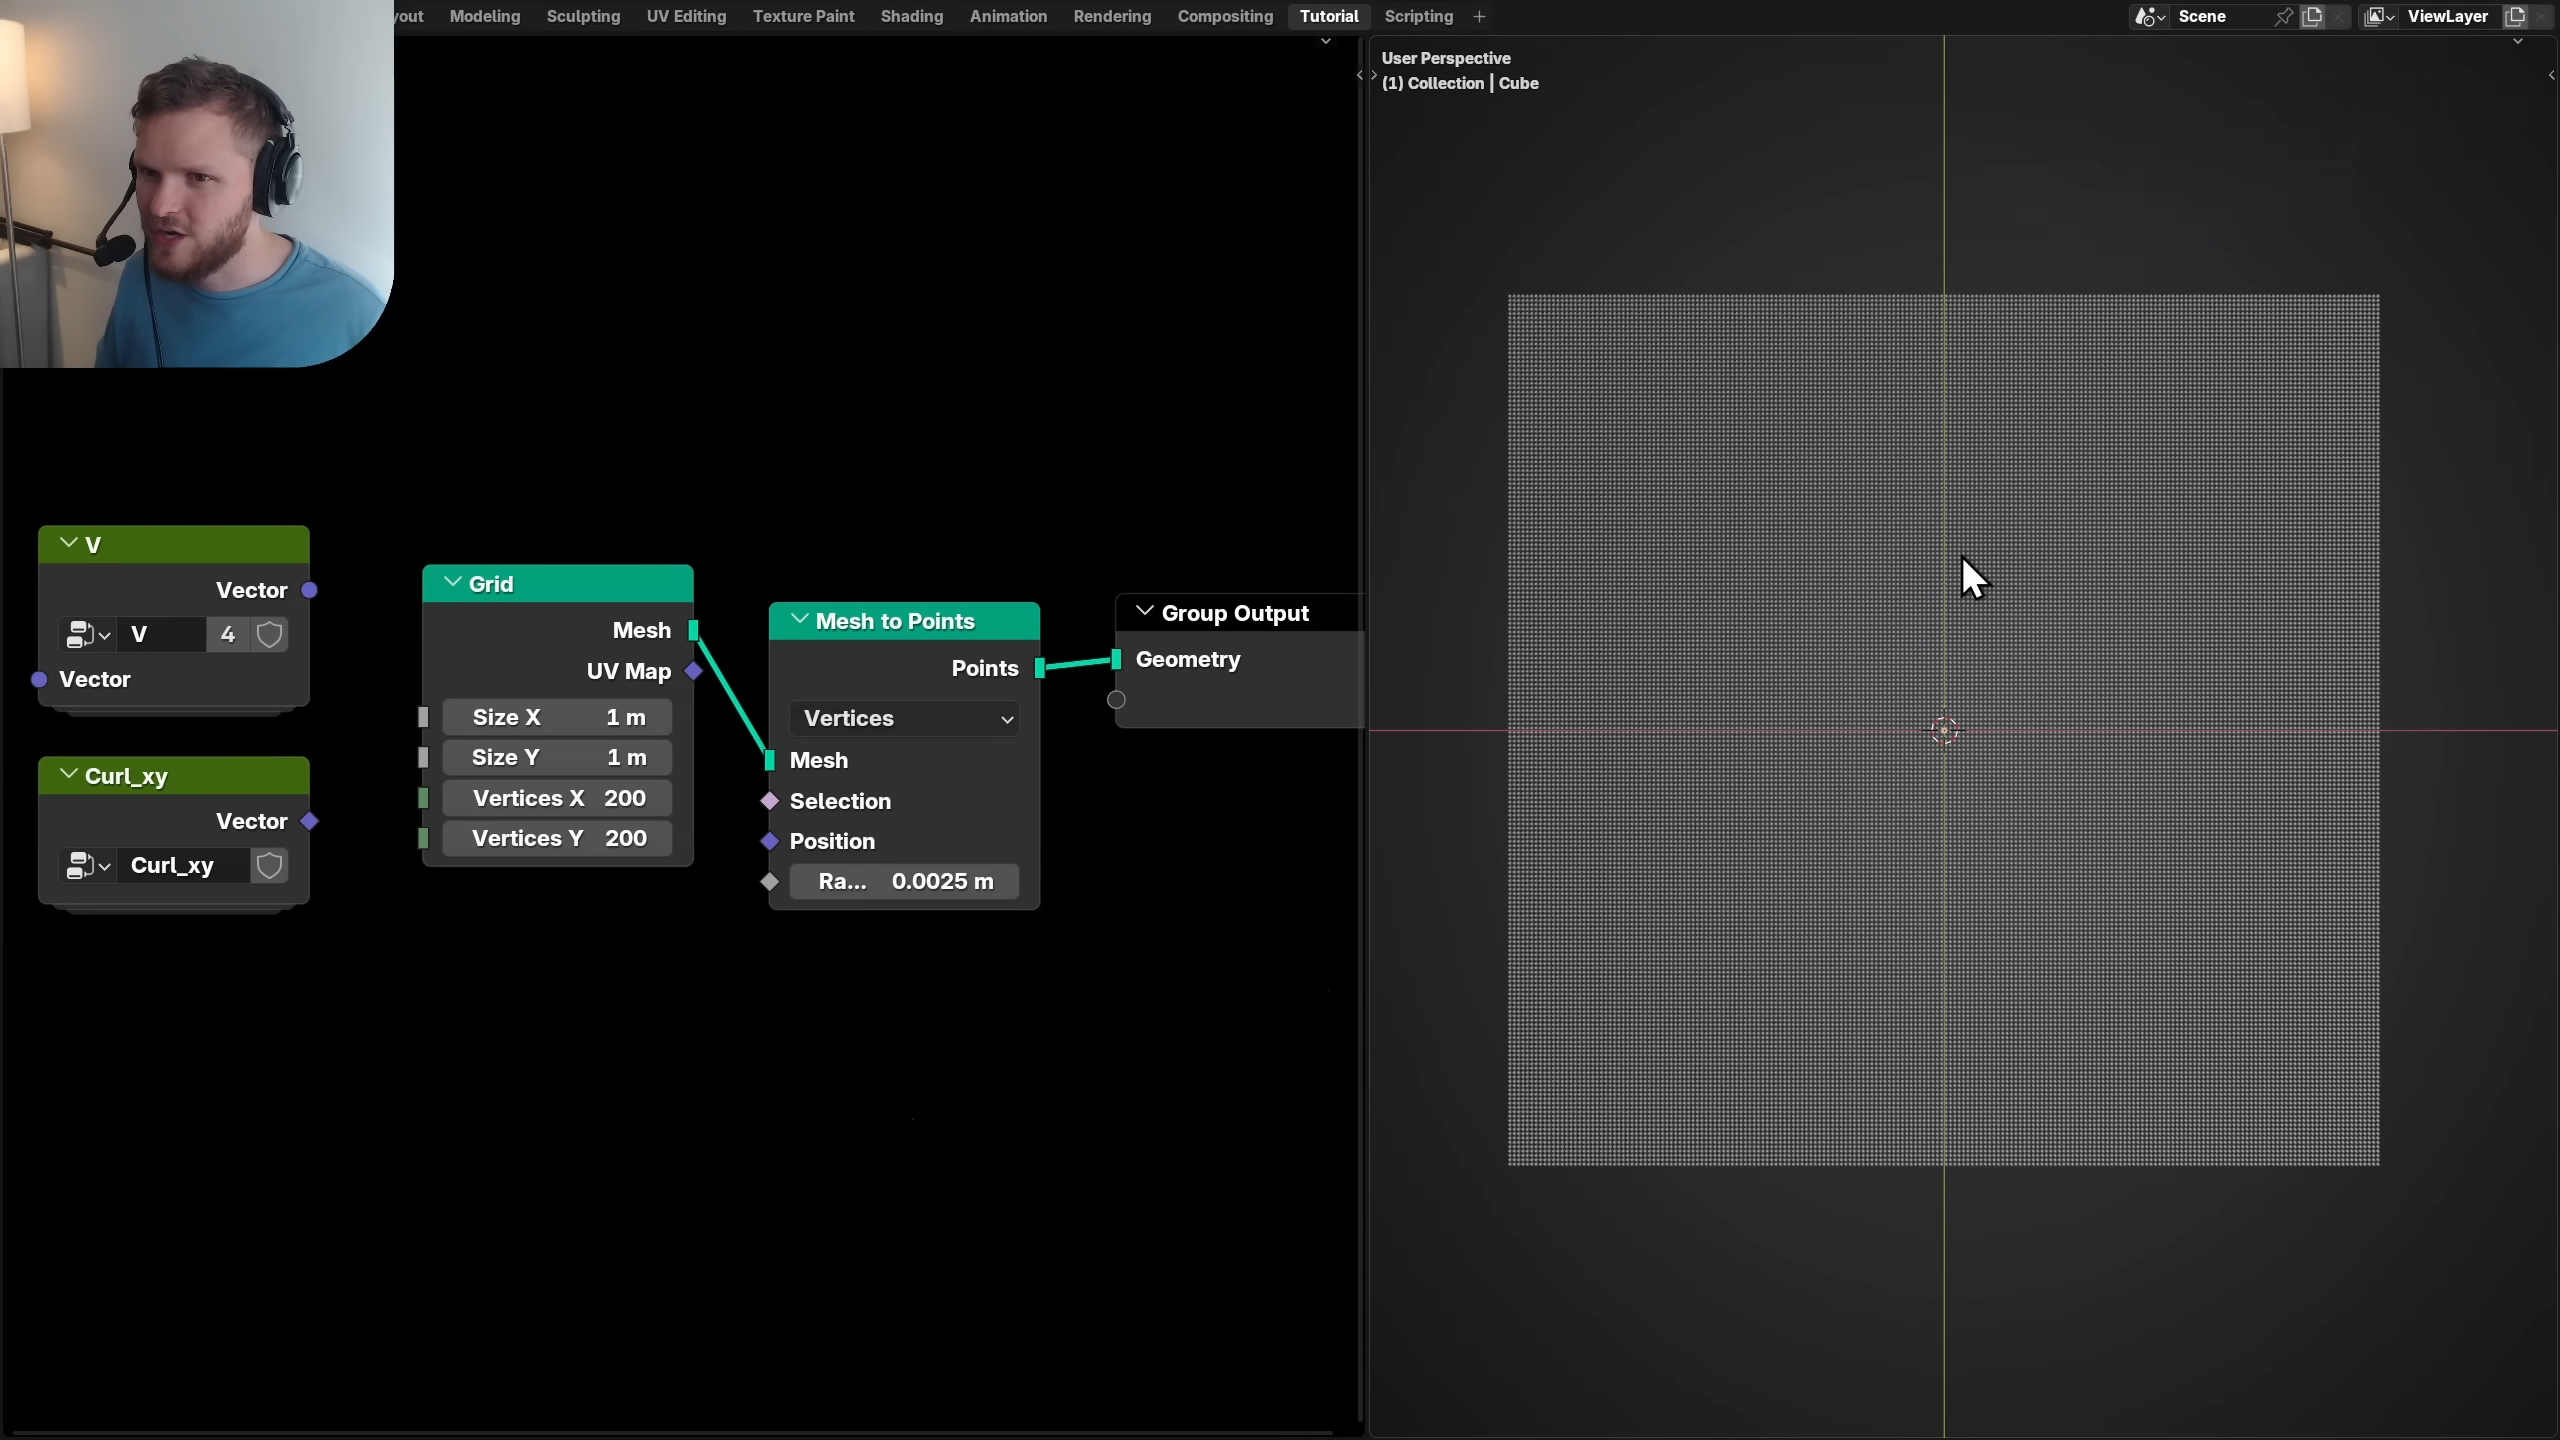 yout Modeling Sculpting UV Editing Texture Paint Shading Animation Rendering Compositing Tutorial Scripting +
Scene
ViewLayer
User Perspective
(1) Collection | Cube
V
Vector
V 4
Vector
Curl_xy
Vector
Curl_xy
Grid
Mesh
UV Map
Size X 1 m
Size Y 1 m
Vertices X 200
Vertices Y 200
Mesh to Points
Points
Vertices
Mesh
Selection
Position
Ra... 0.0025 m
Group Output
Geometry